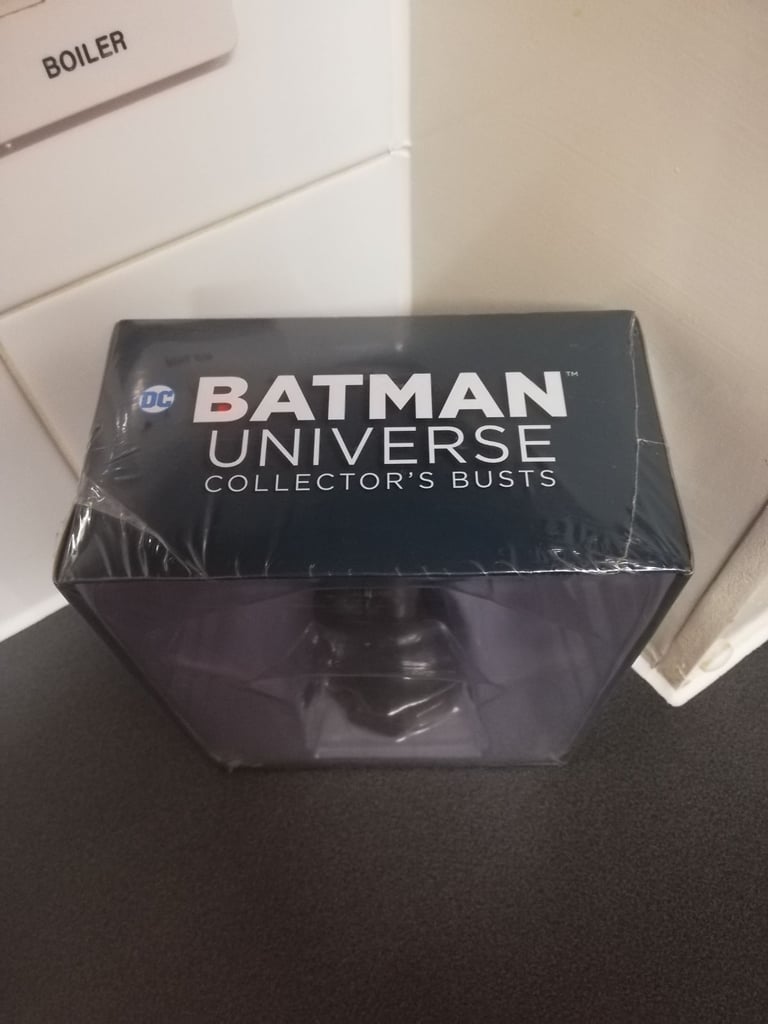 BOILER
DC BATMAN™
UNIVERSE
COLLECTOR'S BUSTS